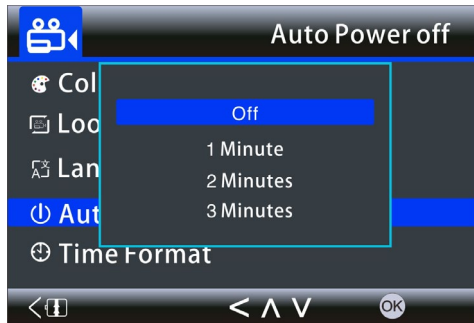 Auto Power off
Col
Off
Loo
1 Minute
Lan
2 Minutes
Aut
3 Minutes
Time Format
OK